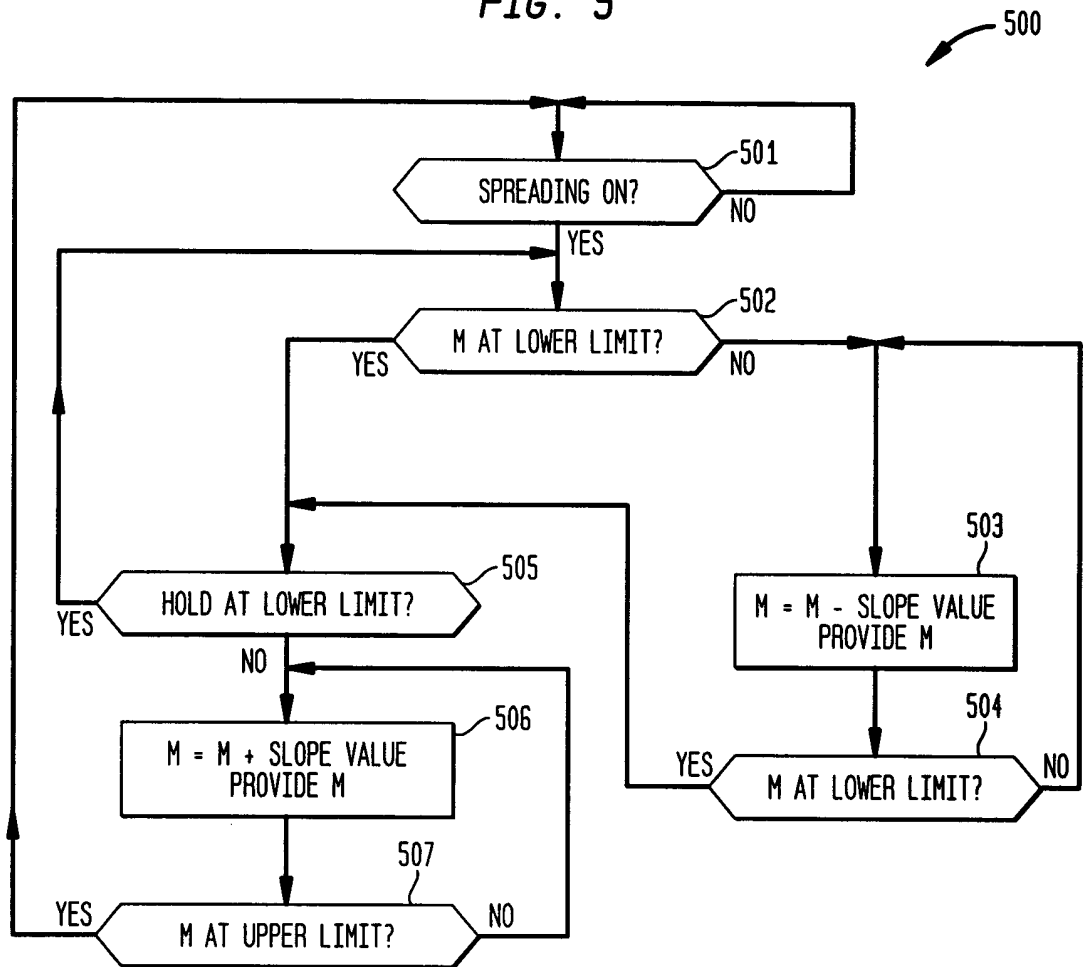 FIG. 5
500
501
SPREADING ON?
NO
YES
502
M AT LOWER LIMIT?
YES
NO
503
505
HOLD AT LOWER LIMIT?
M = M - SLOPE VALUE
PROVIDE M
YES
NO
504
506
M = M + SLOPE VALUE
PROVIDE M
YES
M AT LOWER LIMIT?
NO
507
YES
M AT UPPER LIMIT?
NO